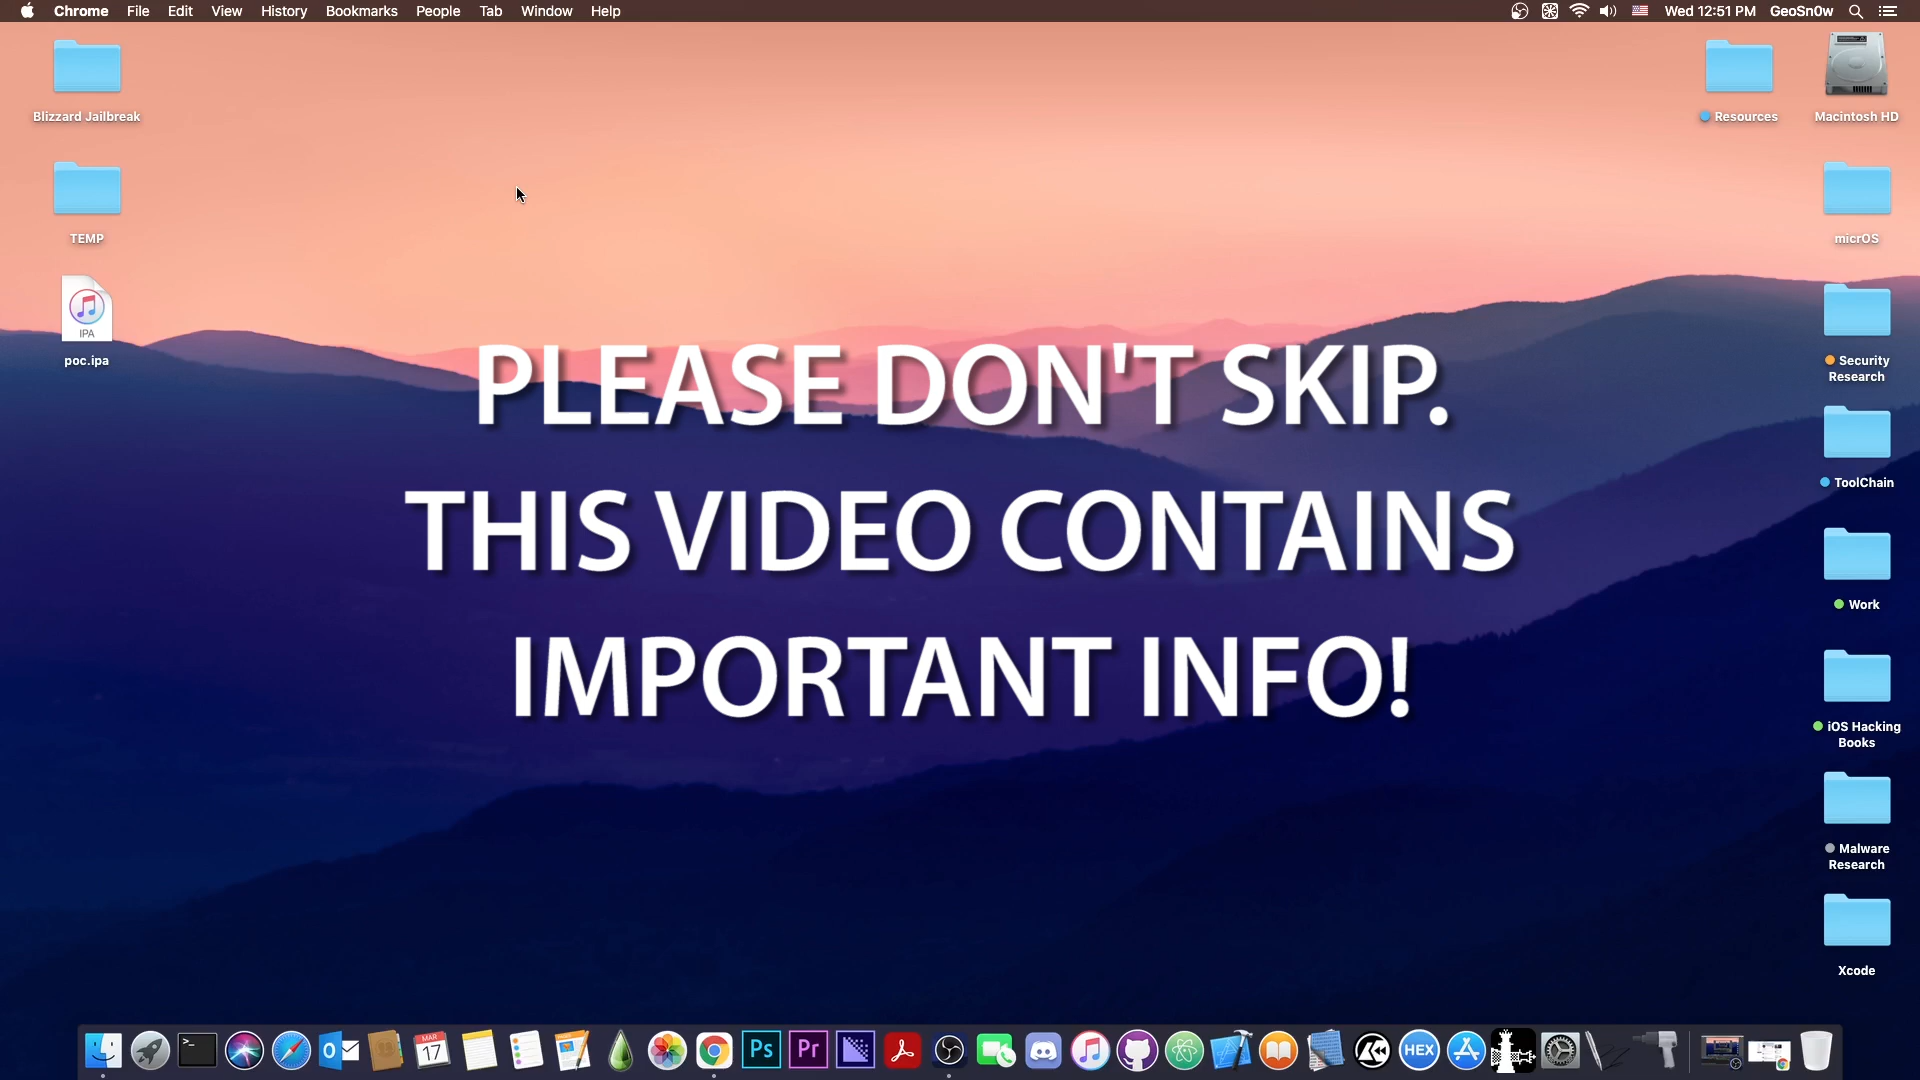 Chrome File Edit View History Bookmarks People Tab Window Help
Wed 12:51 PM GeoSn0w
Blizzard Jailbreak
Resources
Macintosh HD
TEMP
micrOS
IPA
poc.ipa
Security
Research
PLEASE DON'T SKIP.
THIS VIDEO CONTAINS
IMPORTANT INFO!
ToolChain
Work
iOS Hacking
Books
Malware
Research
Xcode
>_
O
MAR
17
Ps
Pr
HEX